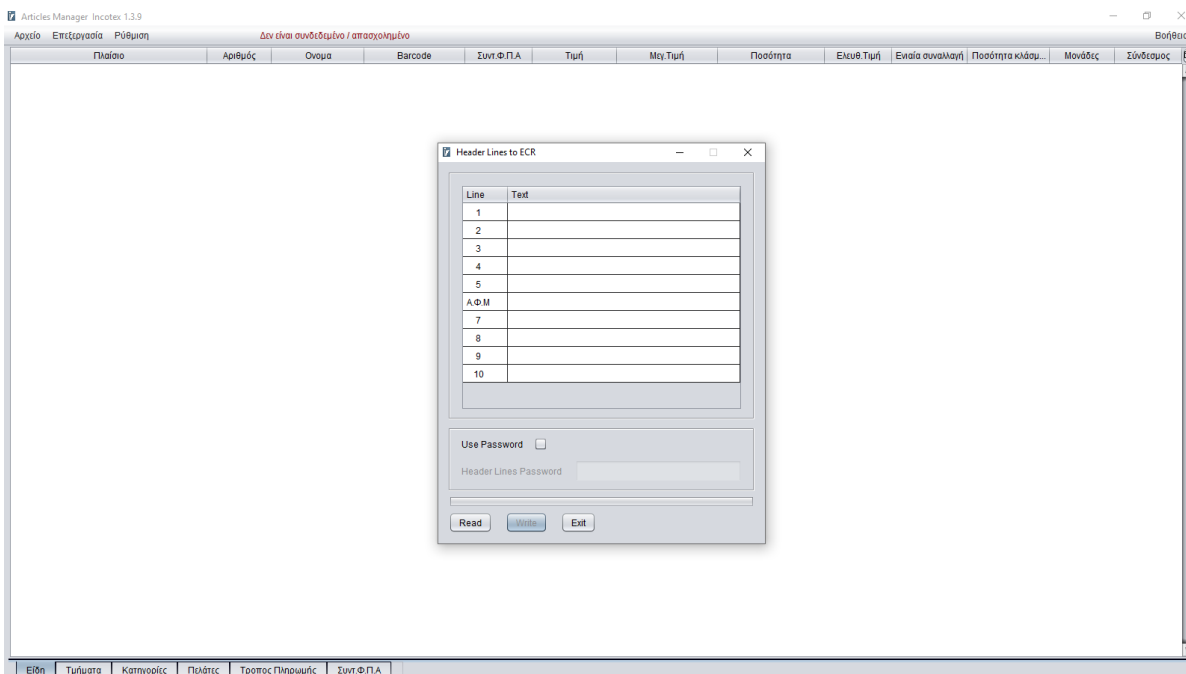 Articles Manager Incotex 1.3.9
Αρχείο Επεξεργασία Ρύθμιση Δεν είναι συνδεδεμένο / απασχολημένο Βοήθεια
Πλαίσιο Αριθμός Ονομα Barcode Συντ.Φ.Π.Α Τιμή Μεγ.Τιμή Ποσότητα Ελευθ.Τιμή Ενιαία συναλλαγή Ποσότητα κλάσμ... Μονάδες Σύνδεσμος
Header Lines to ECR
Line Text
1
2
3
4
5
Α.Φ.Μ
7
8
9
10
Use Password
Header Lines Password
Read Write Exit
Είδη Τμήματα Κατηγορίες Πελάτες Τροπος Πληρωμής Συντ.Φ.Π.Α